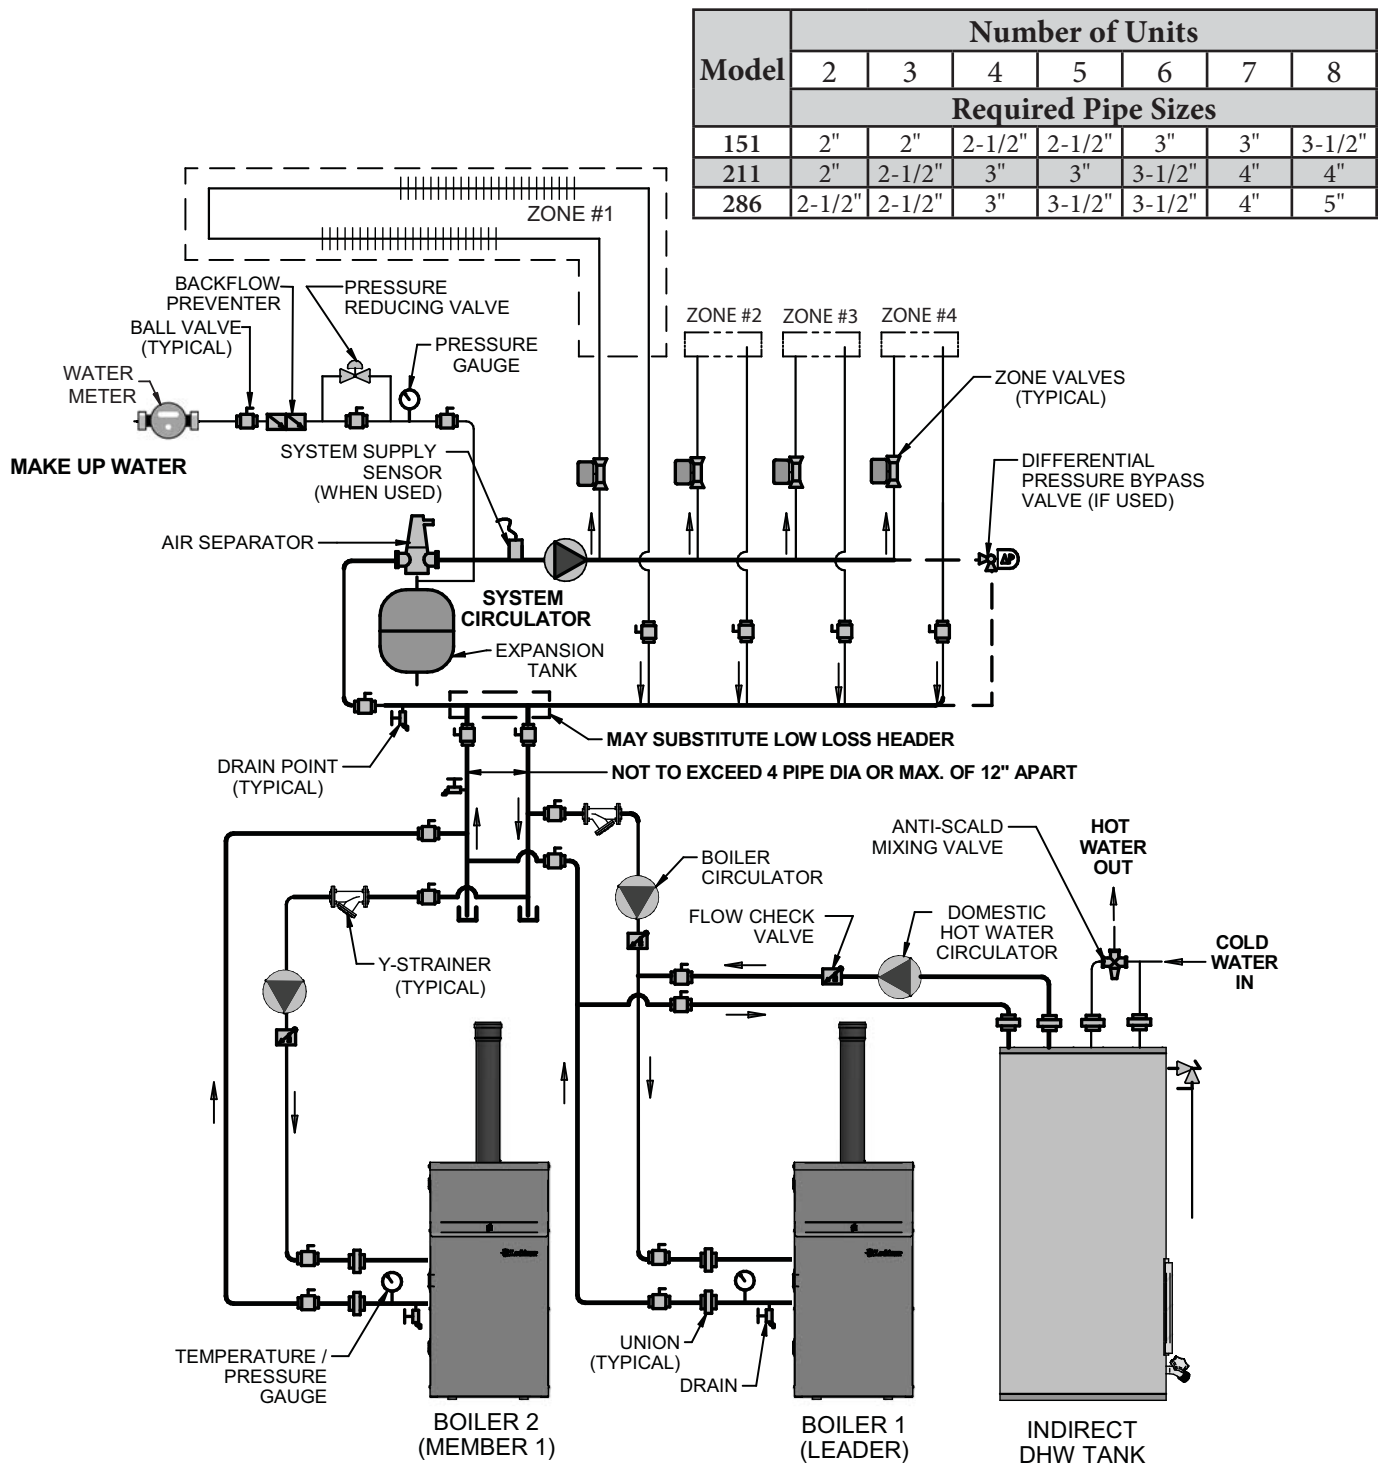 Number of Units
Model 2 3 4 5 6 7 8
Required Pipe Sizes
151 2" 2" 2-1/2" 2-1/2" 3" 3" 3-1/2"
211 2" 2-1/2" 3" 3" 3-1/2" 4" 4"
286 2-1/2" 2-1/2" 3" 3-1/2" 3-1/2" 4" 5"
ZONE #1
BACKFLOW
PREVENTER
PRESSURE
REDUCING VALVE
BALL VALVE
(TYPICAL)
PRESSURE
GAUGE
ZONE #2
ZONE #3
ZONE #4
WATER
METER
ZONE VALVES
(TYPICAL)
MAKE UP WATER
SYSTEM SUPPLY
SENSOR
(WHEN USED)
DIFFERENTIAL
PRESSURE BYPASS
VALVE (IF USED)
AIR SEPARATOR
ΔP
SYSTEM
CIRCULATOR
EXPANSION
TANK
MAY SUBSTITUTE LOW LOSS HEADER
DRAIN POINT
(TYPICAL)
NOT TO EXCEED 4 PIPE DIA OR MAX. OF 12" APART
ANTI-SCALD
MIXING VALVE
HOT
WATER
OUT
BOILER
CIRCULATOR
FLOW CHECK
VALVE
DOMESTIC
HOT WATER
CIRCULATOR
COLD
WATER
IN
Y-STRAINER
(TYPICAL)
TEMPERATURE /
PRESSURE
GAUGE
UNION
(TYPICAL)
DRAIN
BOILER 2
(MEMBER 1)
BOILER 1
(LEADER)
INDIRECT
DHW TANK